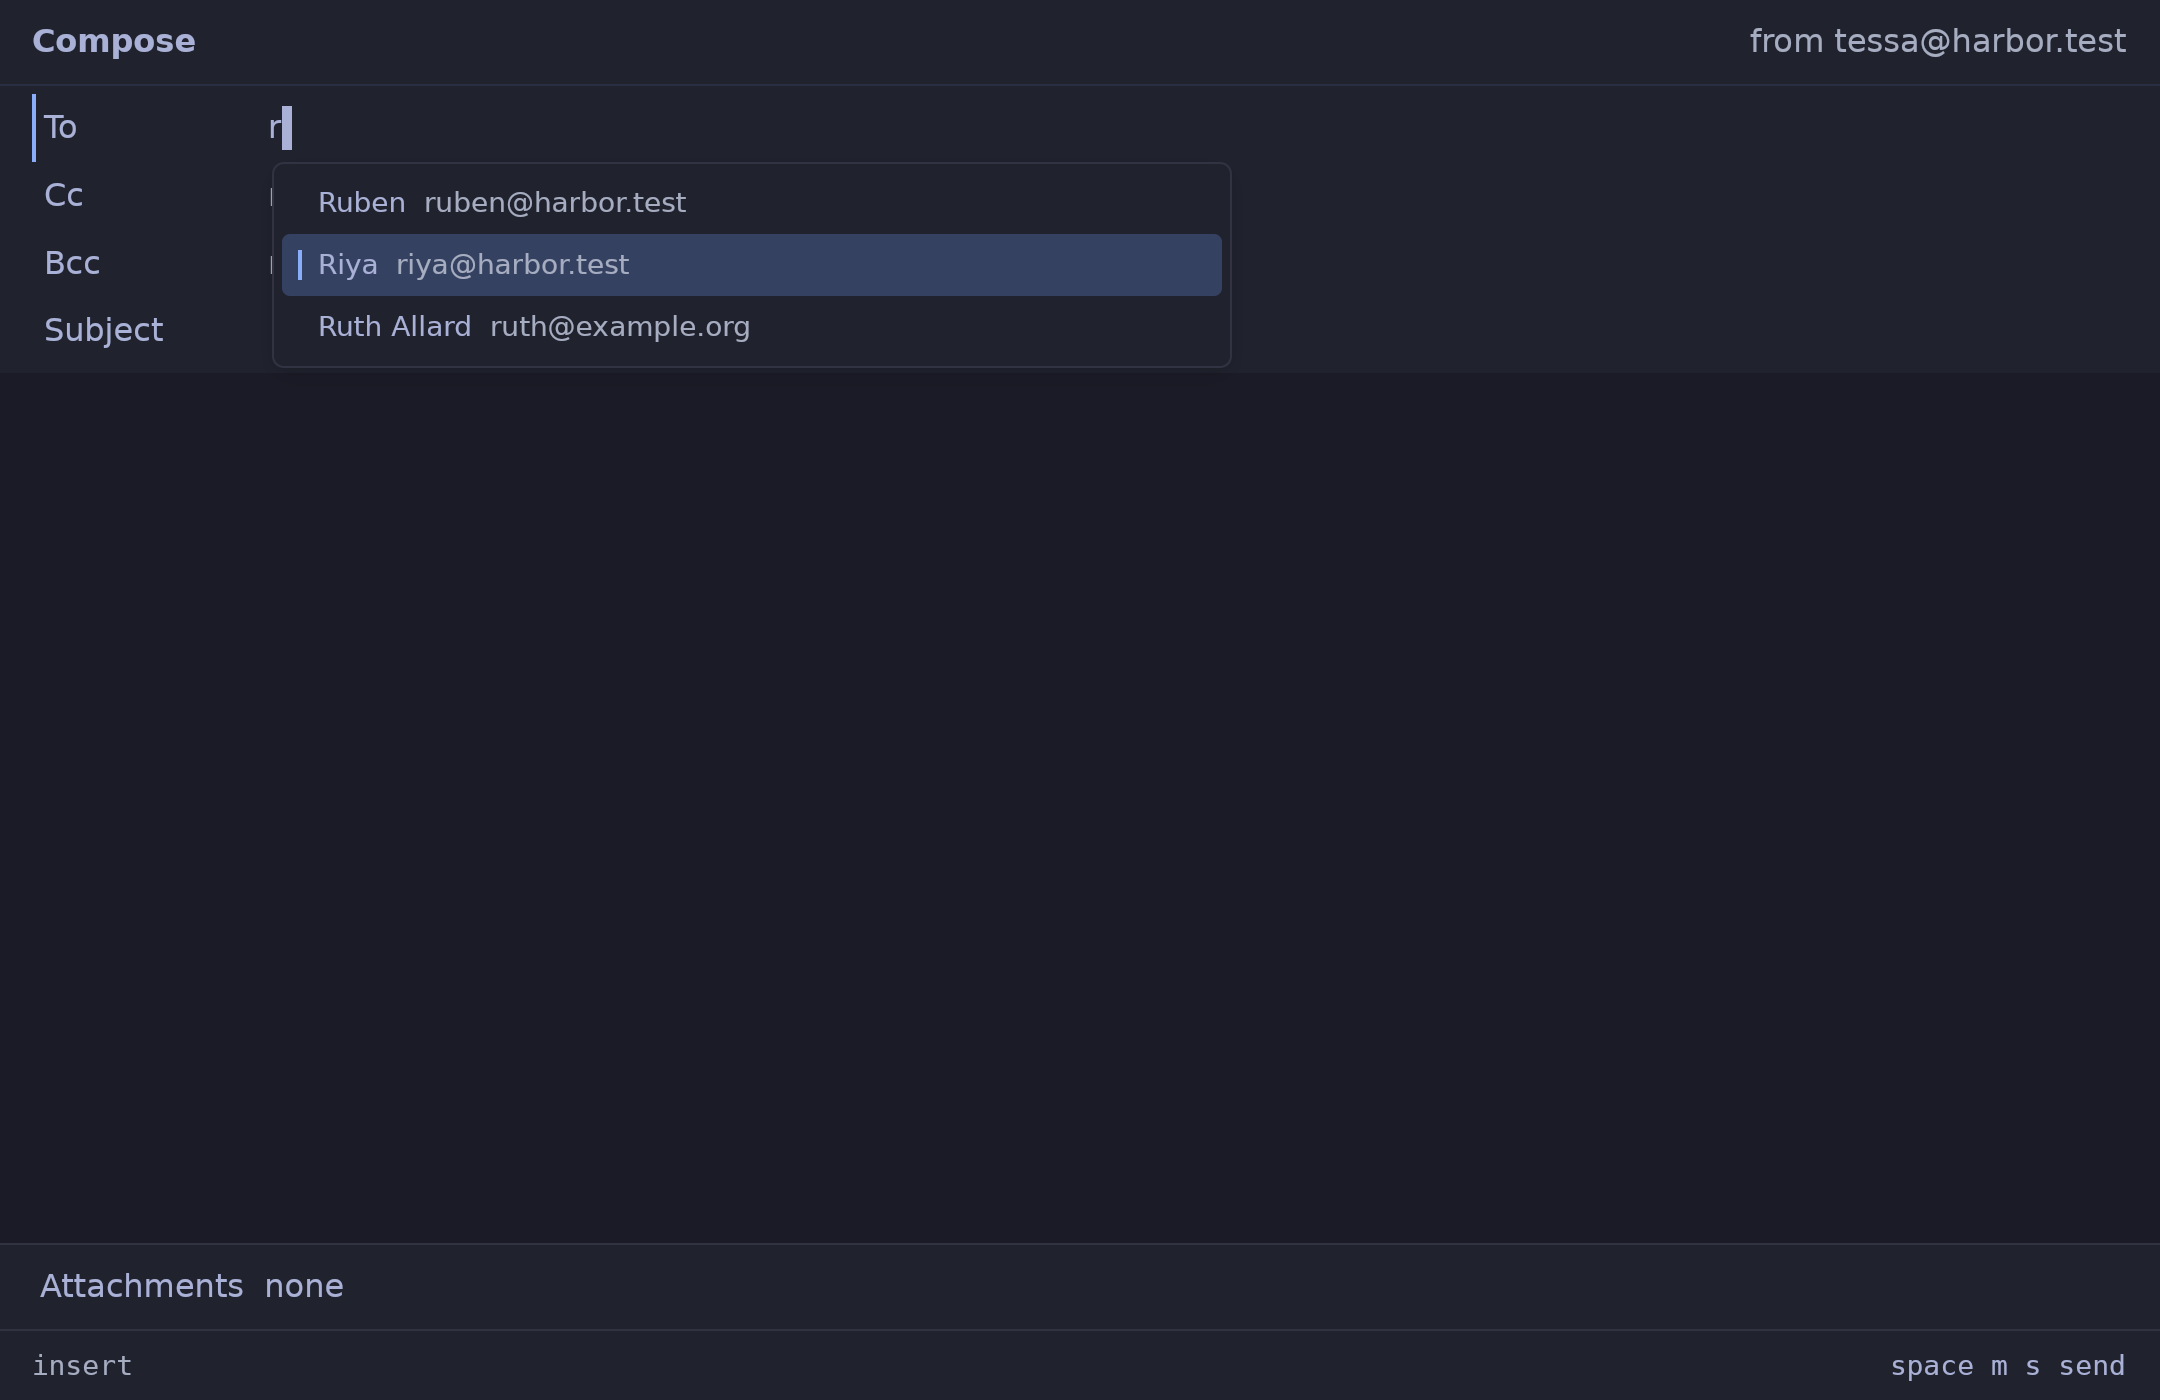 Compose from tessa@harbor.test
To r
Cc
Ruben ruben@harbor.test
Bcc
Riya riya@harbor.test
Subject
Ruth Allard ruth@example.org
Attachments none
insert space m s send